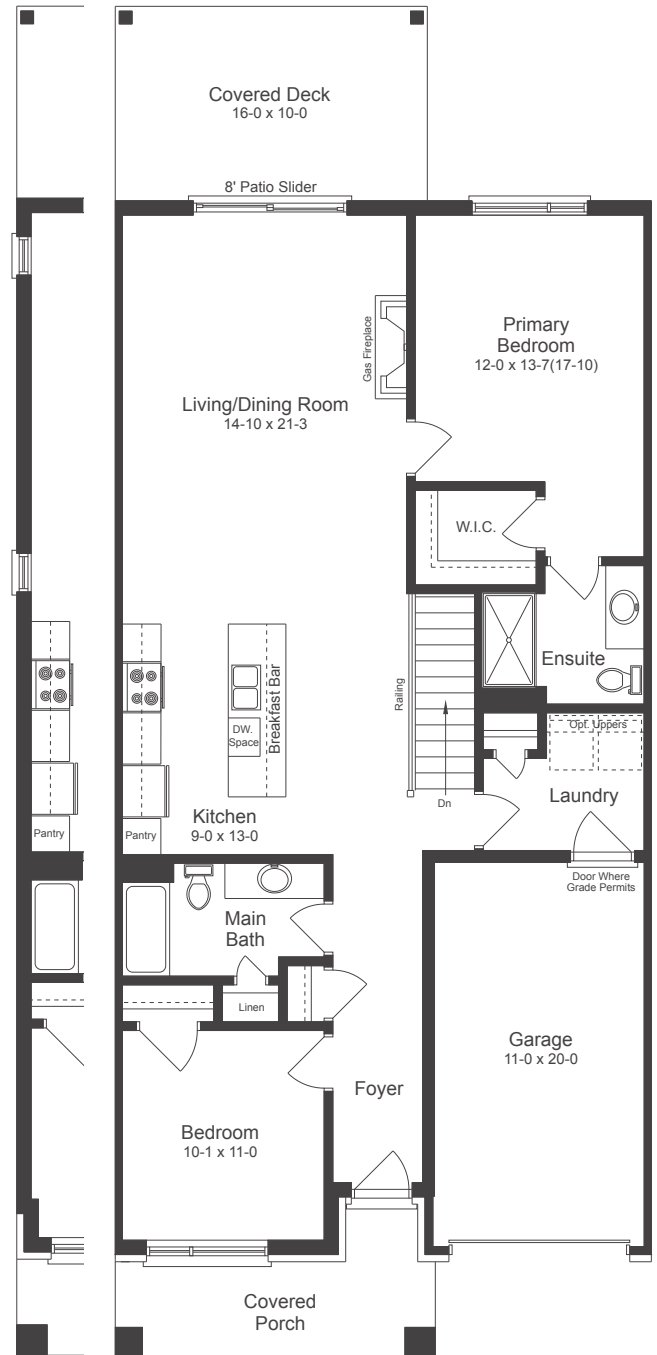 Covered Deck
16-0 x 10-0
8' Patio Slider
Gas Fireplace
Primary
Bedroom
12-0 x 13-7(17-10)
Living/Dining Room
14-10 x 21-3
W.I.C.
Ensuite
Railing
Breakfast Bar
DW.
Space
Opt. Uppers
Laundry
Dn
Kitchen
9-0 x 13-0
Pantry
Pantry
Door Where
Grade Permits
Main
Bath
Linen
Garage
11-0 x 20-0
Foyer
Bedroom
10-1 x 11-0
Covered
Porch